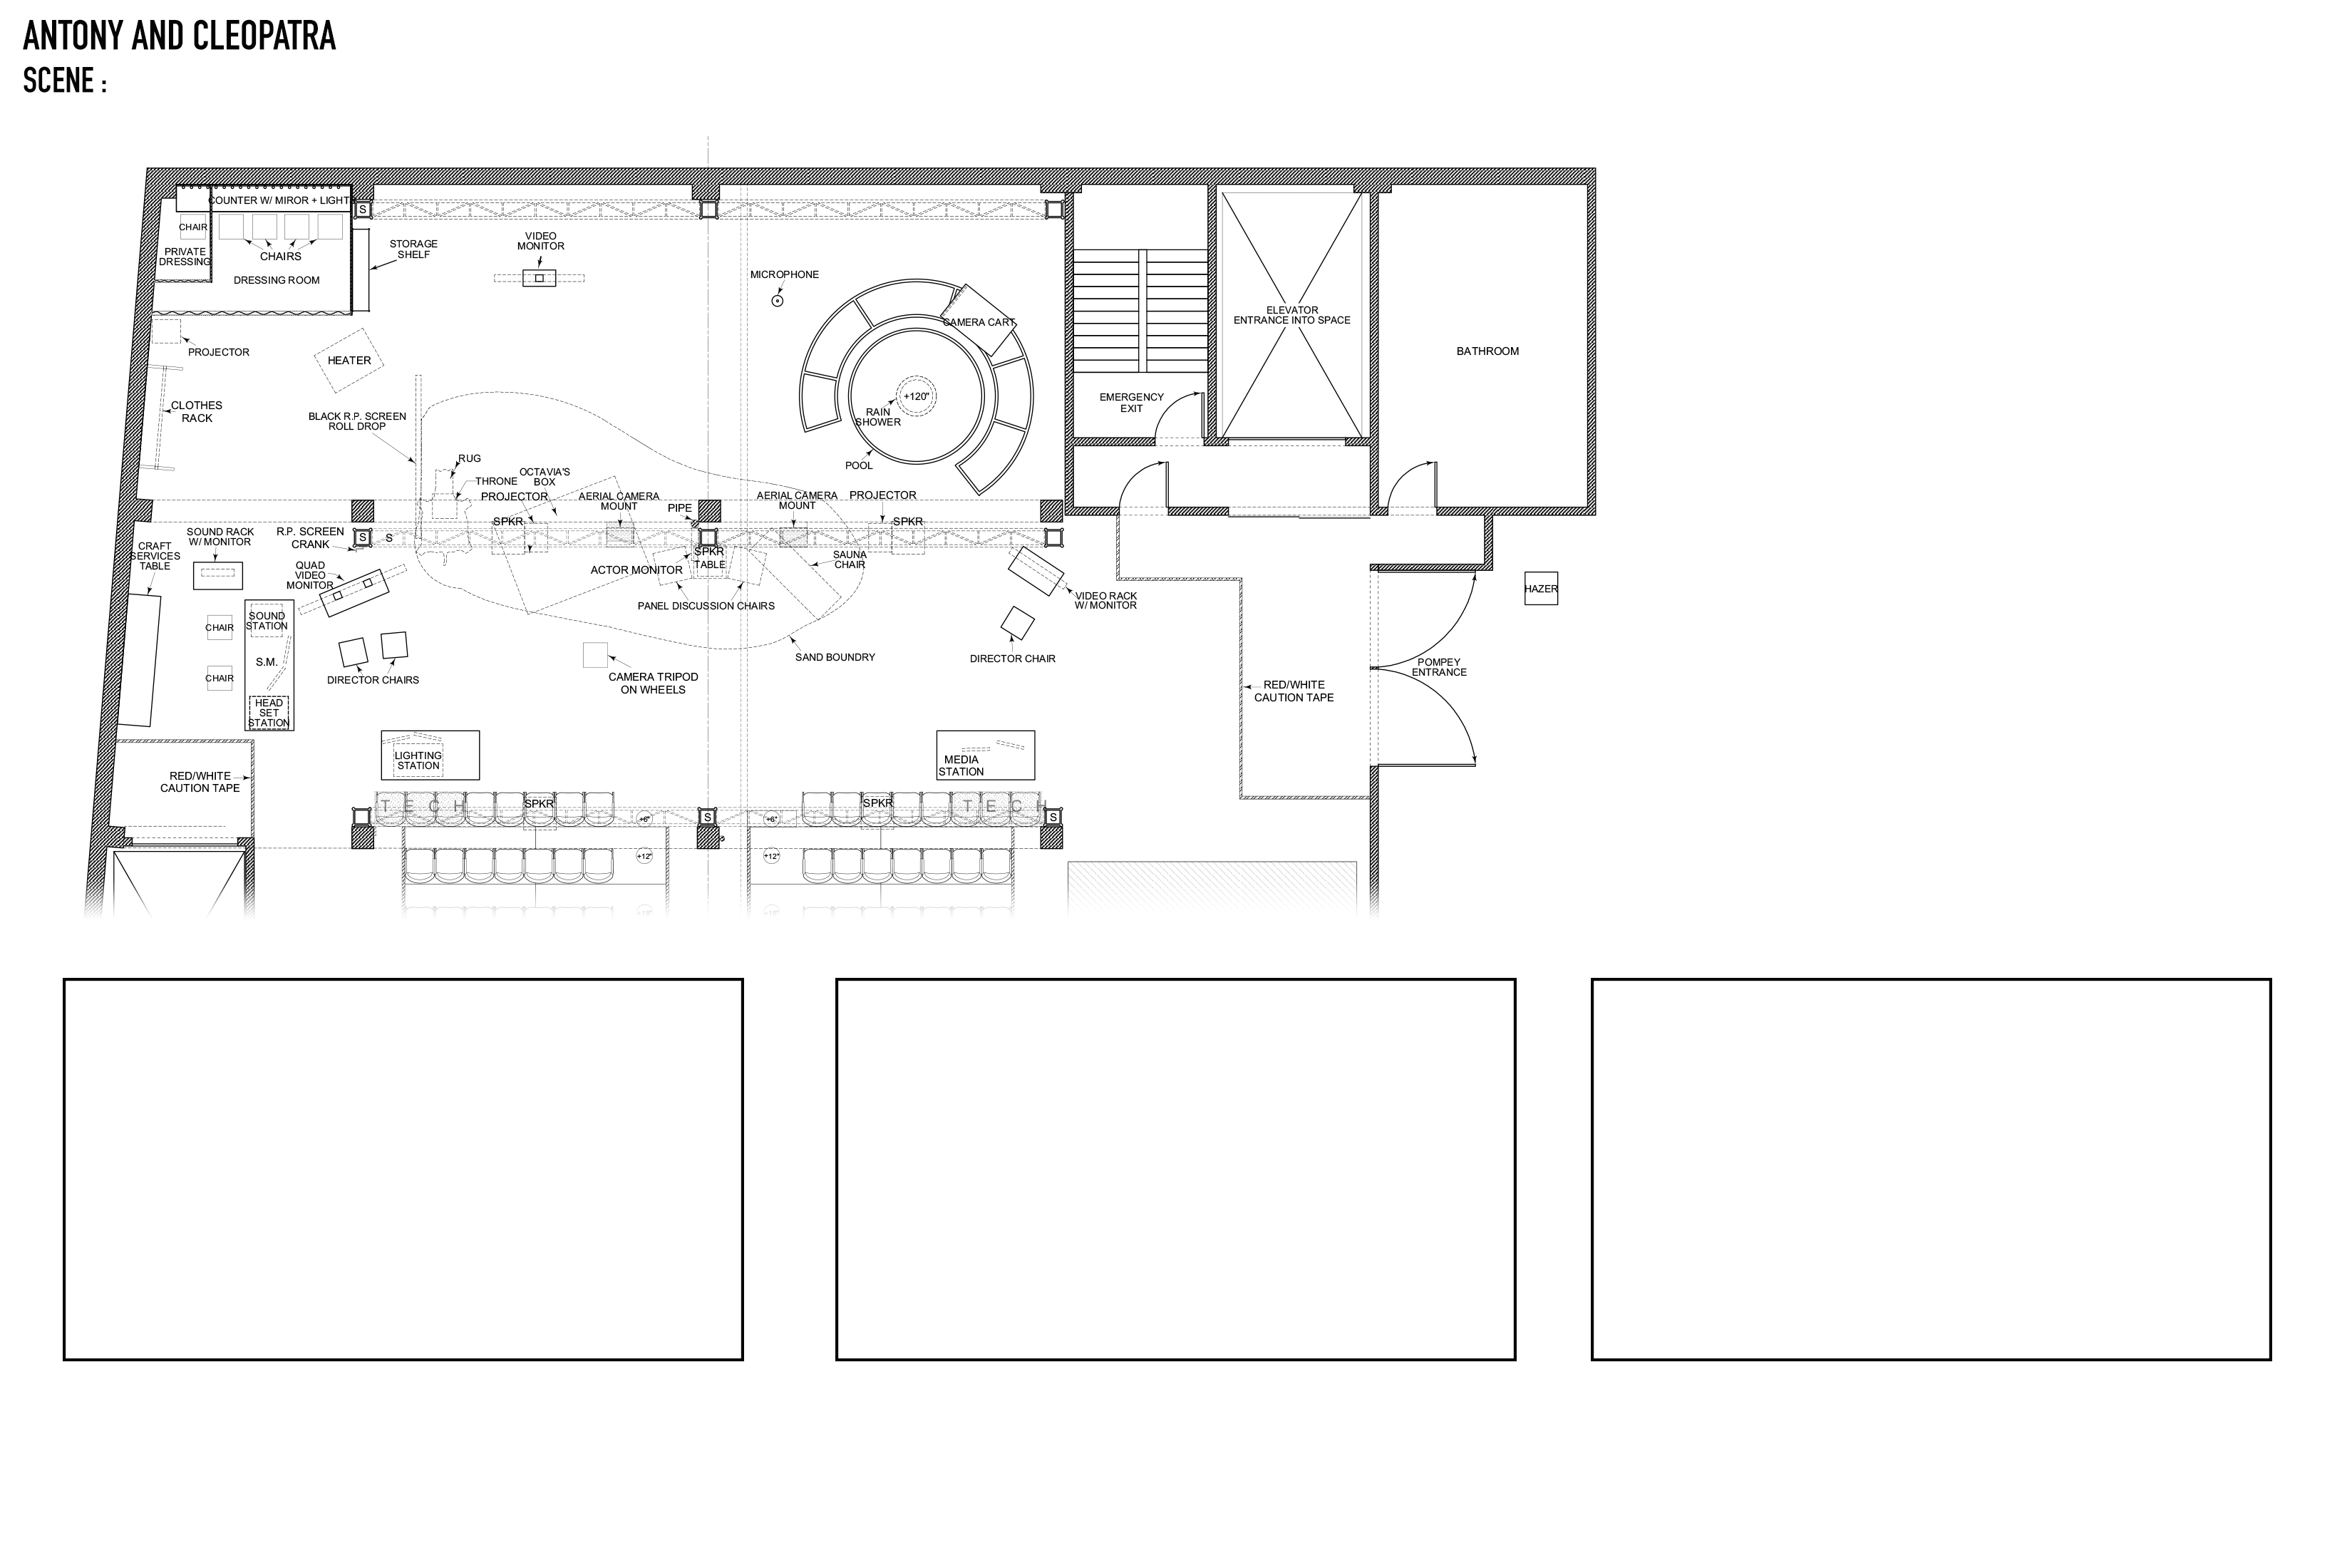 ANTONY AND CLEOPATRA
SCENE :
COUNTER W/ MIROR + LIGHT
S
CHAIR
PRIVATE
DRESSING
CHAIRS
DRESSING ROOM
STORAGE
SHELF
VIDEO
MONITOR
MICROPHONE
CAMERA CART
ELEVATOR
ENTRANCE INTO SPACE
BATHROOM
PROJECTOR
HEATER
CLOTHES
RACK
BLACK R.P. SCREEN
ROLL DROP
+120"
RAIN
SHOWER
POOL
EMERGENCY
EXIT
RUG
THRONE
OCTAVIA'S
BOX
PROJECTOR
AERIAL CAMERA
MOUNT
PIPE
AERIAL CAMERA
MOUNT
PROJECTOR
SPKR
SPKR
SOUND RACK
W/ MONITOR
R.P. SCREEN
CRANK
S
S
CRAFT
SERVICES
TABLE
QUAD
VIDEO
MONITOR
ACTOR MONITOR
SPKR
TABLE
SAUNA
CHAIR
PANEL DISCUSSION CHAIRS
VIDEO RACK
W/ MONITOR
HAZER
SOUND
STATION
CHAIR
S.M.
CHAIR
HEAD
SET
STATION
DIRECTOR CHAIRS
CAMERA TRIPOD
ON WHEELS
SAND BOUNDRY
DIRECTOR CHAIR
RED/WHITE
CAUTION TAPE
POMPEY
ENTRANCE
RED/WHITE
CAUTION TAPE
LIGHTING
STATION
MEDIA
STATION
TECH
SPKR
+6"
S
+6"
SPKR
TECH
S
S
+12"
+12"
+18"
+18"